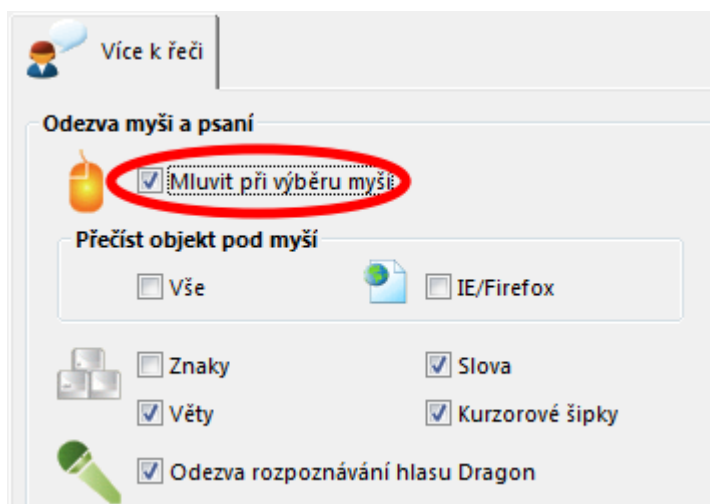 Více k řeči
Odezva myši a psaní
Mluvit při výběru myší
Přečíst objekt pod myší
Vše IE/Firefox
Znaky Slova
Věty Kurzorové šipky
Odezva rozpoznávání hlasu Dragon